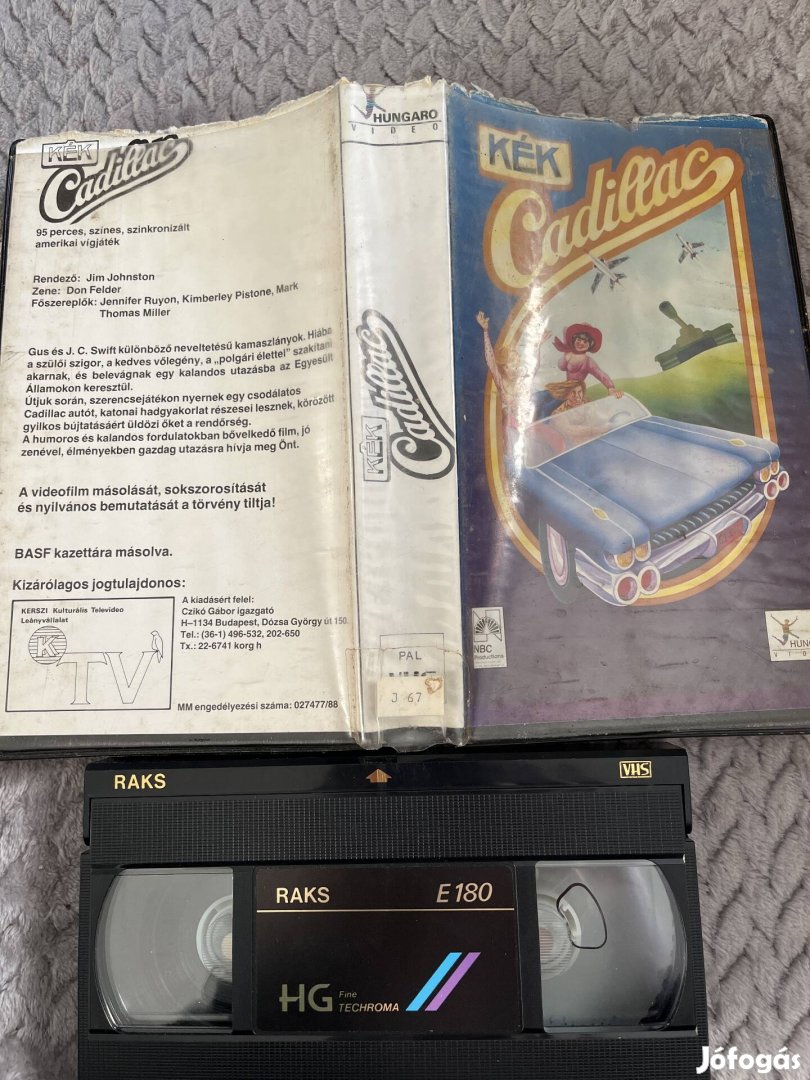 KÉK
Cadillac
95 perces, színes, szinkronizált
amerikai vígjáték
Rendező: Jim Johnston
Zene: Don Felder
Főszereplők: Jennifer Ruyon, Kimberley Pistone, Mark
Thomas Miller
Gus és J. C. Swift különböző neveltetésű kamaszlányok. Hiába
a szülői szigor, a kedves vőlegény, a „polgári élettel" szakítani
akarnak, és belevágnak egy kalandos utazásba az Egyesült
Államokon keresztül.
Útjuk során, szerencsejátékon nyernek egy csodálatos
Cadillac autót, katonai hadgyakorlat részesei lesznek, körözött
gyilkos bújtatásáért üldözi őket a rendőrség.
A humoros és kalandos fordulatokban bővelkedő film, jó
zenével, élményekben gazdag utazásra hívja meg Önt.
A videofilm másolását, sokszorosítását
és nyilvános bemutatását a törvény tiltja!
BASF kazettára másolva.
Kizárólagos jogtulajdonos:
KERSZI Kulturális Televideo
Leányvállalat
K
TV
A kiadásért felel:
Czikó Gábor igazgató
H–1134 Budapest, Dózsa György út 150.
Tel.: (36-1) 496-532, 202-650
Tx.: 22-6741 korg h
MM engedélyezési száma: 027477/88
HUNGARO
VIDEO
KÉK
Cadillac
PAL
VHS
J 67
KÉK
Cadillac
NBC
Productions
HUNG
VIDE
RAKS
VHS
RAKS
E180
HG Fine
TECHROMA
Jófogás